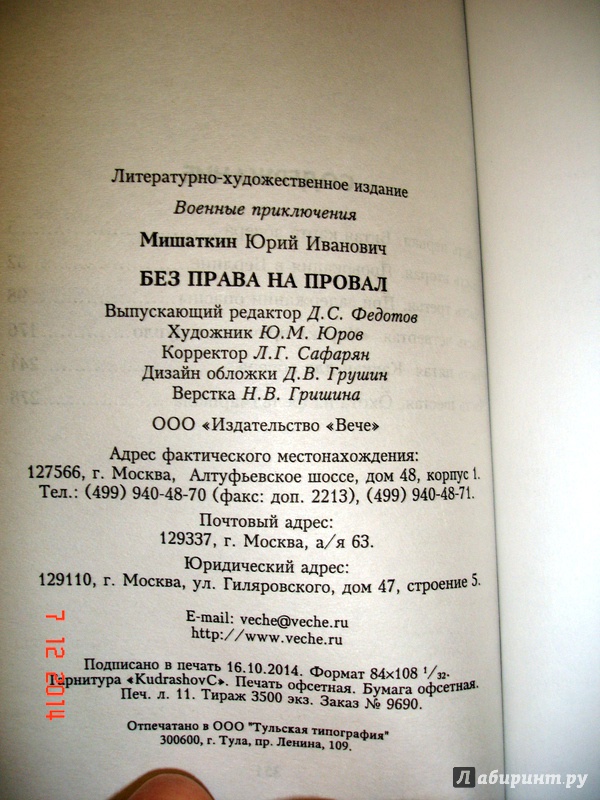 Литературно-художественное издание
Военные приключения
Мишаткин Юрий Иванович
БЕЗ ПРАВА НА ПРОВАЛ
Выпускающий редактор Д.С. Федотов
Художник Ю.М. Юров
Корректор Л.Г. Сафарян
Дизайн обложки Д.В. Грушин
Верстка Н.В. Гришина
ООО «Издательство «Вече»
Адрес фактического местонахождения:
127566, г. Москва, Алтуфьевское шоссе, дом 48, корпус 1.
Тел.: (499) 940-48-70 (факс: доп. 2213), (499) 940-48-71.
Почтовый адрес:
129337, г. Москва, а/я 63.
Юридический адрес:
129110, г. Москва, ул. Гиляровского, дом 47, строение 5.
E-mail: veche@veche.ru
http://www.veche.ru
Подписано в печать 16.10.2014. Формат 84×108 1/32.
Гарнитура «KudrashovC». Печать офсетная. Бумага офсетная.
Печ. л. 11. Тираж 3500 экз. Заказ № 9690.
Отпечатано в ООО "Тульская типография"
300600, г. Тула, пр. Ленина, 109.
7 12 2014
Лабиринт.ру